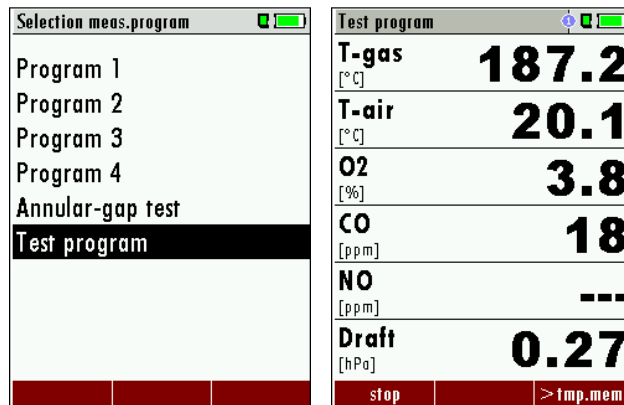 Selection meas.program
Program 1
Program 2
Program 3
Program 4
Annular-gap test
Test program
Test program
T-gas 187.2
[°C]
T-air 20.1
[°C]
O2 3.8
[%]
CO 18
[ppm]
NO ---
[ppm]
Draft 0.27
[hPa]
stop >tmp.mem